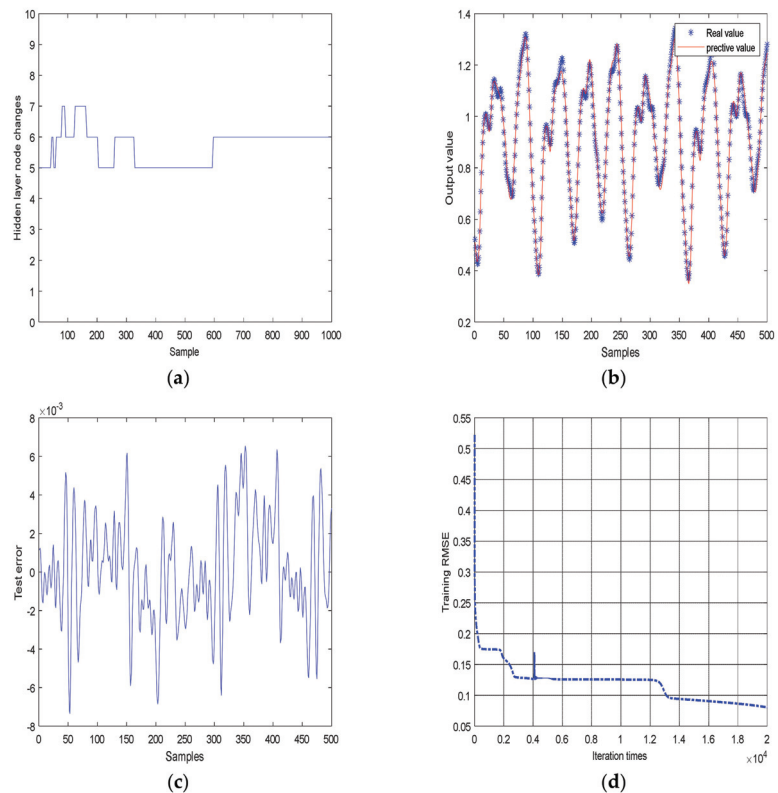 10
9
8
7
6
5
4
3
2
1
0
Hidden layer node changes
100 200 300 400 500 600 700 800 900 1000
Sample
(a)
1.4
1.2
1
0.8
0.6
0.4
0.2
Output value
Real value
prective value
0 50 100 150 200 250 300 350 400 450 500
Samples
(b)
×10-3
8
6
4
2
0
-2
-4
-6
-8
Test error
0 50 100 150 200 250 300 350 400 450 500
Samples
(c)
0.55
0.5
0.45
0.4
0.35
0.3
0.25
0.2
0.15
0.1
0.05
Training RMSE
0 0.2 0.4 0.6 0.8 1 1.2 1.4 1.6 1.8 2
Iteration times
×104
(d)